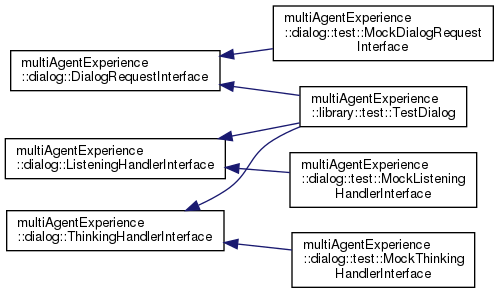 multiAgentExperience
::dialog::DialogRequestInterface
multiAgentExperience
::dialog::ListeningHandlerInterface
multiAgentExperience
::dialog::ThinkingHandlerInterface
multiAgentExperience
::dialog::test::MockDialogRequest
Interface
multiAgentExperience
::library::test::TestDialog
multiAgentExperience
::dialog::test::MockListening
HandlerInterface
multiAgentExperience
::dialog::test::MockThinking
HandlerInterface